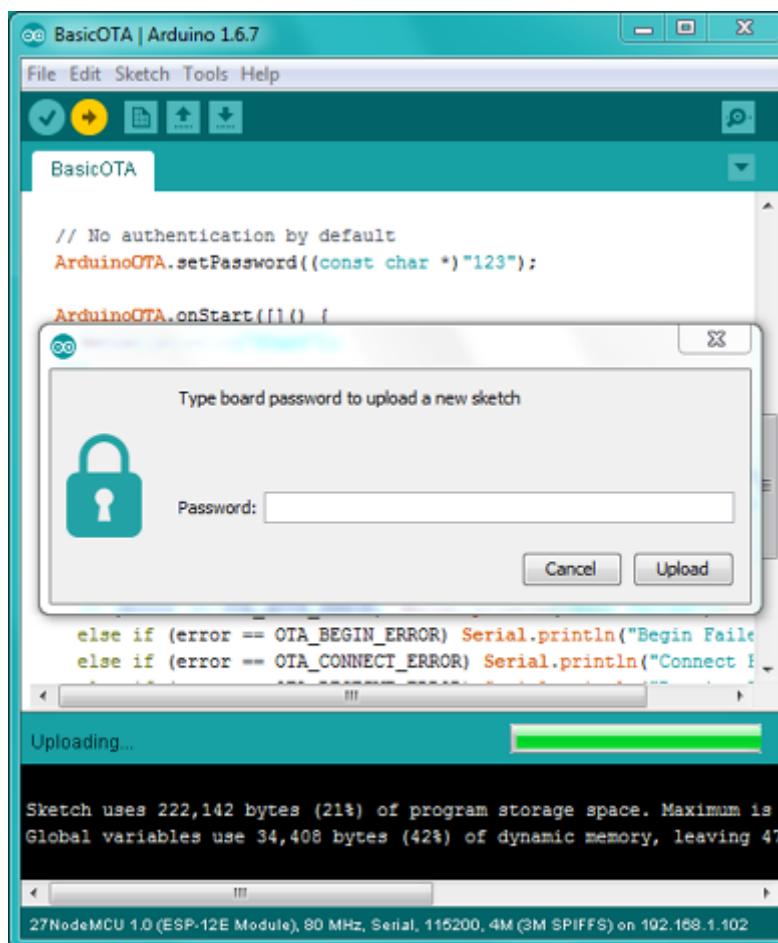 BasicOTA | Arduino 1.6.7
File Edit Sketch Tools Help
BasicOTA
// No authentication by default
ArduinoOTA.setPassword((const char *)"123");
ArduinoOTA.onStart([]() {
Type board password to upload a new sketch
Password:
Cancel Upload
else if (error == OTA_BEGIN_ERROR) Serial.println("Begin Faile
else if (error == OTA_CONNECT_ERROR) Serial.println("Connect F
Uploading...
Sketch uses 222,142 bytes (21%) of program storage space. Maximum is
Global variables use 34,408 bytes (42%) of dynamic memory, leaving 47
27NodeMCU 1.0 (ESP-12E Module), 80 MHz, Serial, 115200, 4M (3M SPIFFS) on 192.168.1.102